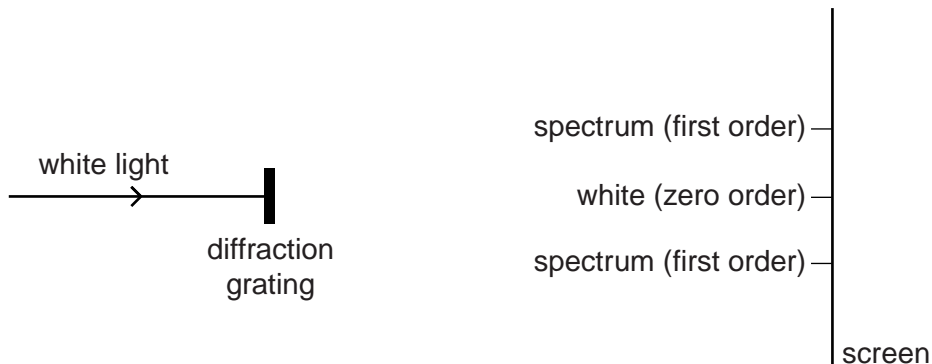 spectrum (first order)
white light
white (zero order)
diffraction
grating
spectrum (first order)
screen